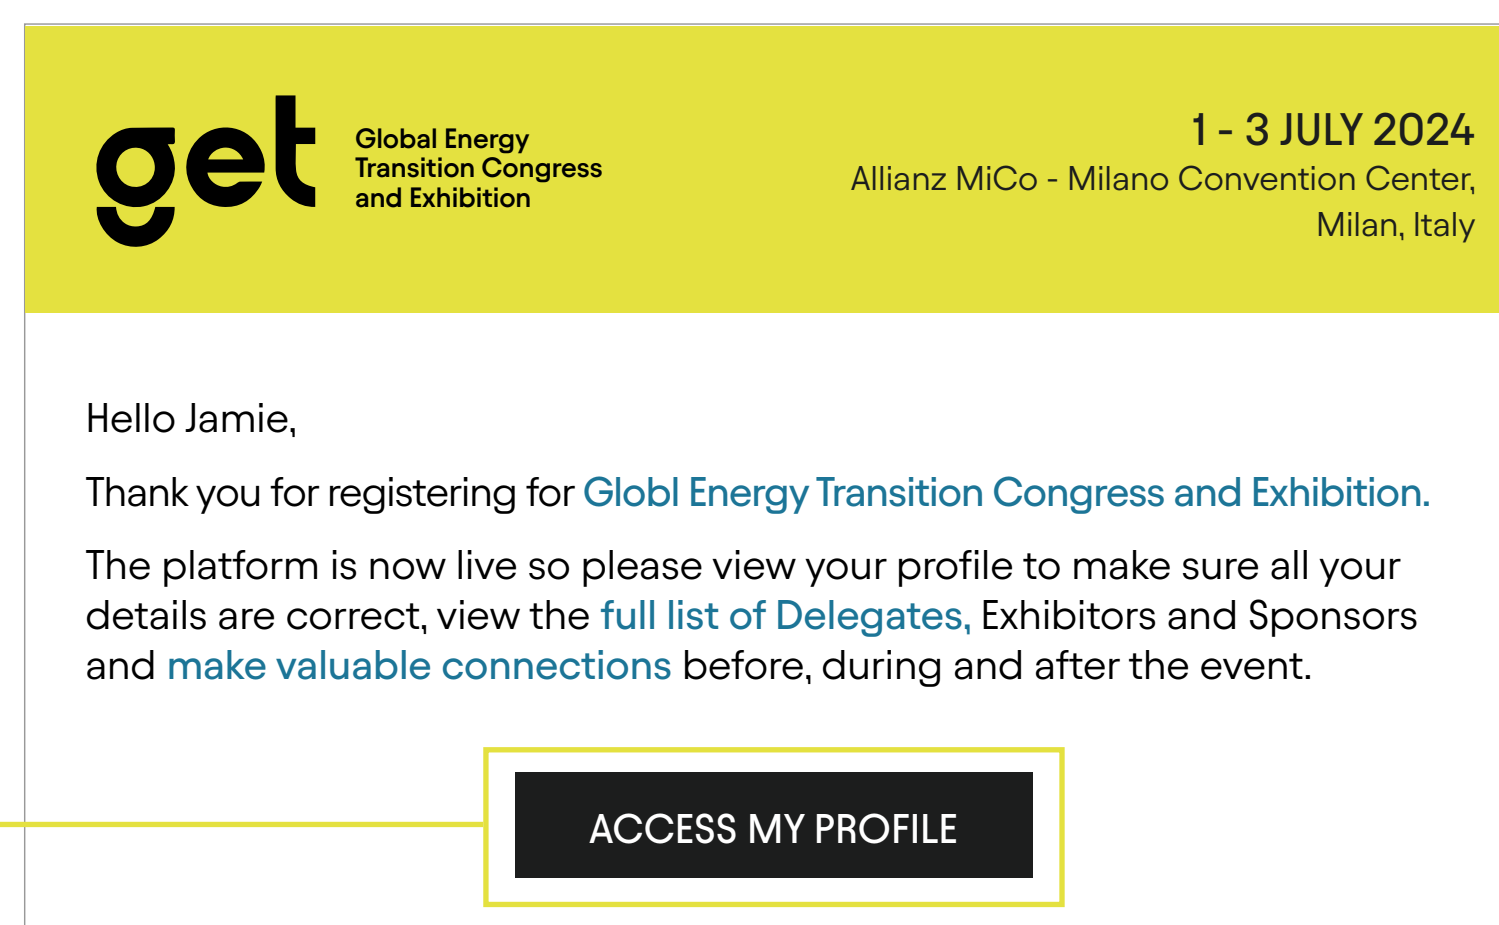 get
Global Energy
Transition Congress
and Exhibition
1 - 3 JULY 2024
Allianz MiCo - Milano Convention Center,
Milan, Italy
Hello Jamie,
Thank you for registering for Globl Energy Transition Congress and Exhibition.
The platform is now live so please view your profile to make sure all your
details are correct, view the full list of Delegates, Exhibitors and Sponsors
and make valuable connections before, during and after the event.
ACCESS MY PROFILE